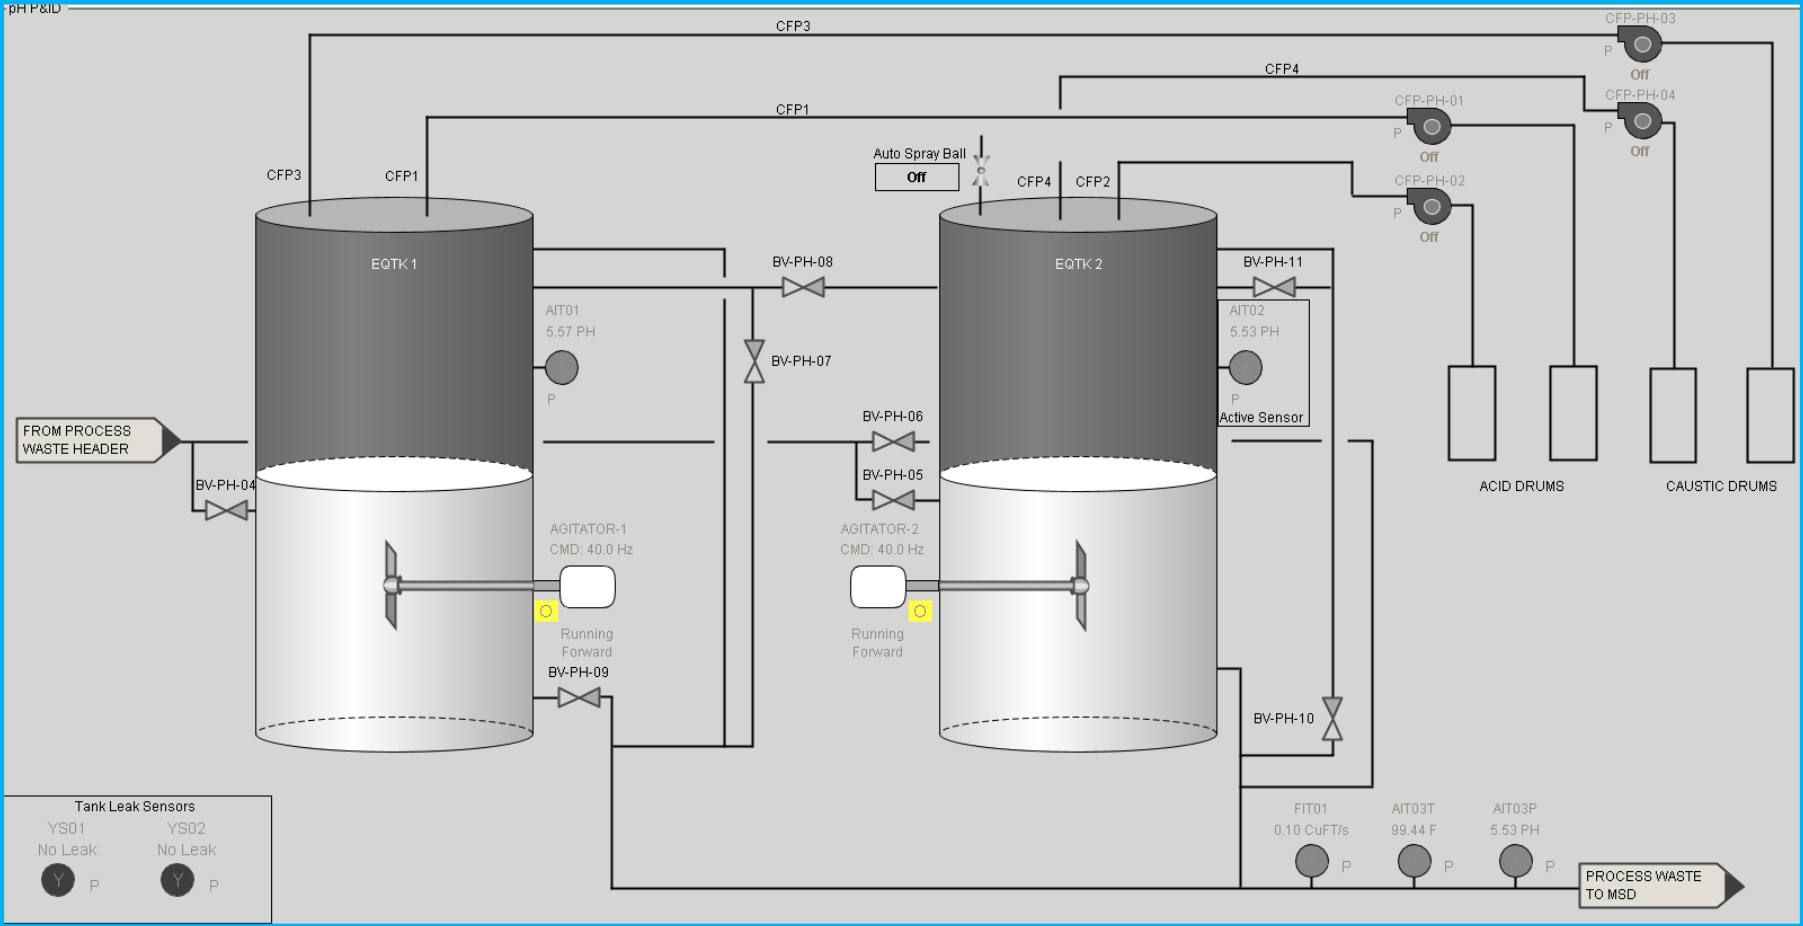 pH P&ID
CFP3
CFP-PH-03
P
Off
CFP4
CFP-PH-04
P
Off
CFP1
CFP-PH-01
P
Off
CFP-PH-02
P
Off
CFP3
CFP1
Auto Spray Ball
Off
CFP4
CFP2
EQTK 1
EQTK 2
BV-PH-08
BV-PH-11
AIT01
5.57 PH
P
BV-PH-07
AIT02
5.53 PH
P
Active Sensor
FROM PROCESS
WASTE HEADER
BV-PH-04
BV-PH-06
BV-PH-05
ACID DRUMS
CAUSTIC DRUMS
AGITATOR-1
CMD: 40.0 Hz
O
Running
Forward
AGITATOR-2
CMD: 40.0 Hz
O
Running
Forward
BV-PH-09
BV-PH-10
Tank Leak Sensors
YS01
No Leak
Y
P
YS02
No Leak
Y
P
FIT01
0.10 CuFT/s
P
AIT03T
99.44 F
P
AIT03P
5.53 PH
P
PROCESS WASTE
TO MSD